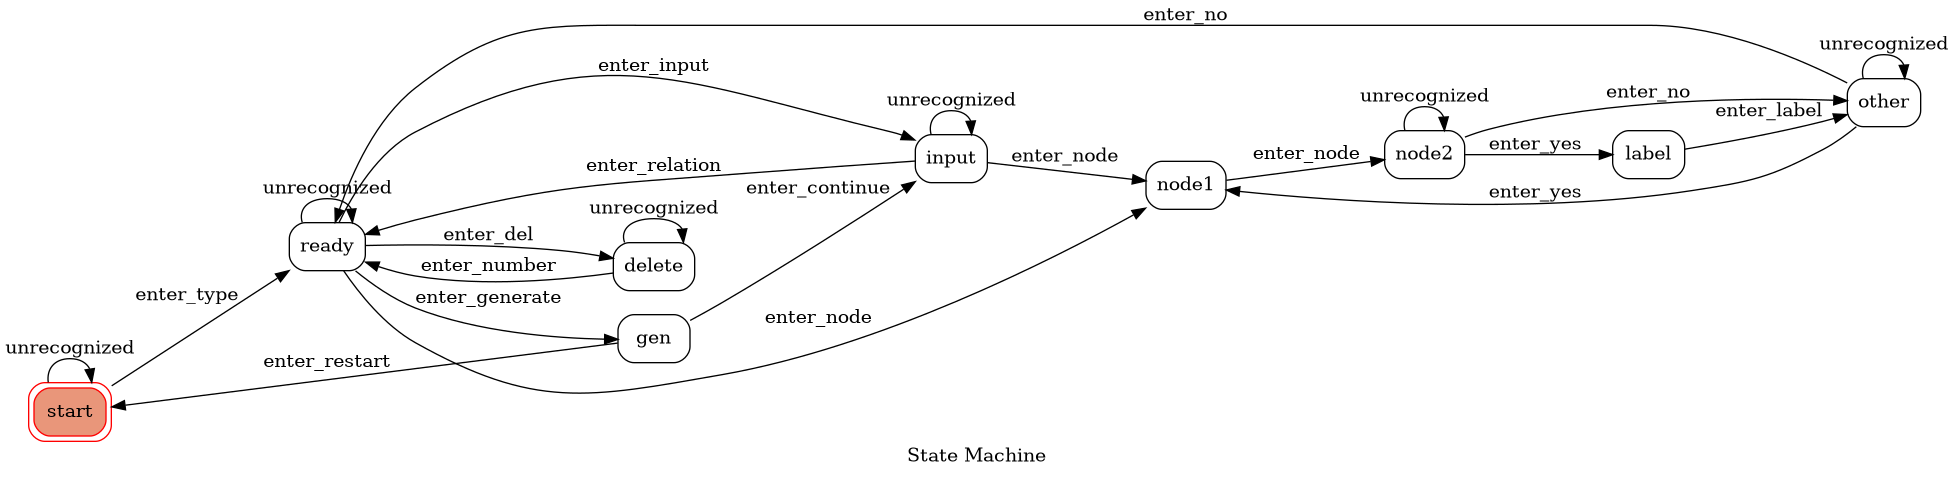 enter_no
unrecognized
enter_input
unrecognized
unrecognized
enter_no
other
enter_label
node2
enter_yes
label
input
enter_node
enter_node
enter_relation
node1
enter_continue
enter_yes
unrecognized
unrecognized
ready
enter_del
delete
enter_number
enter_type
enter_generate
enter_node
gen
unrecognized
enter_restart
start
State Machine